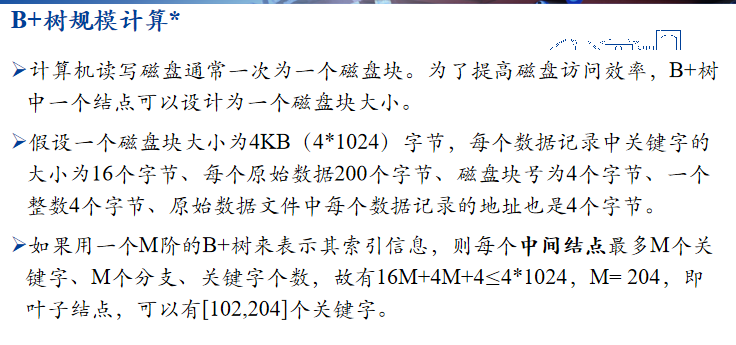 B+树规模计算*
➢计算机读写磁盘通常一次为一个磁盘块。为了提高磁盘访问效率，B+树
中一个结点可以设计为一个磁盘块大小。
➢假设一个磁盘块大小为4KB（4*1024）字节，每个数据记录中关键字的
大小为16个字节、每个原始数据200个字节、磁盘块号为4个字节、一个
整数4个字节、原始数据文件中每个数据记录的地址也是4个字节。
➢如果用一个M阶的B+树来表示其索引信息，则每个中间结点最多M个关
键字、M个分支、关键字个数，故有16M+4M+4≤4*1024，M= 204，即
叶子结点，可以有[102,204]个关键字。